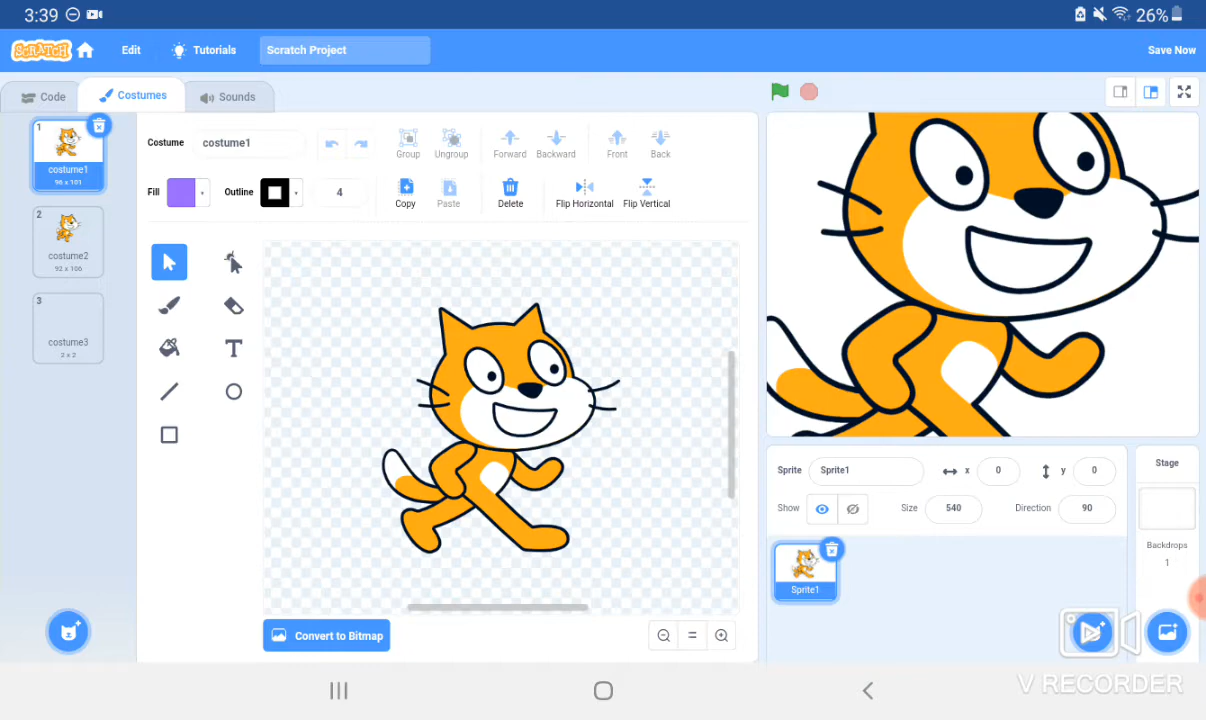 3:39
26%
SCRATCH
Edit
Tutorials
Scratch Project
Save Now
Code
Costumes
Sounds
1
costume1
96 x 101
2
costume2
92 x 106
3
costume3
2 x 2
Costume
costume1
Group
Ungroup
Forward
Backward
Front
Back
Fill
Outline
4
Copy
Paste
Delete
Flip Horizontal
Flip Vertical
T
Convert to Bitmap
Sprite
Sprite1
x
0
y
0
Show
Size
540
Direction
90
Sprite1
Stage
Backdrops
1
V RECORDER